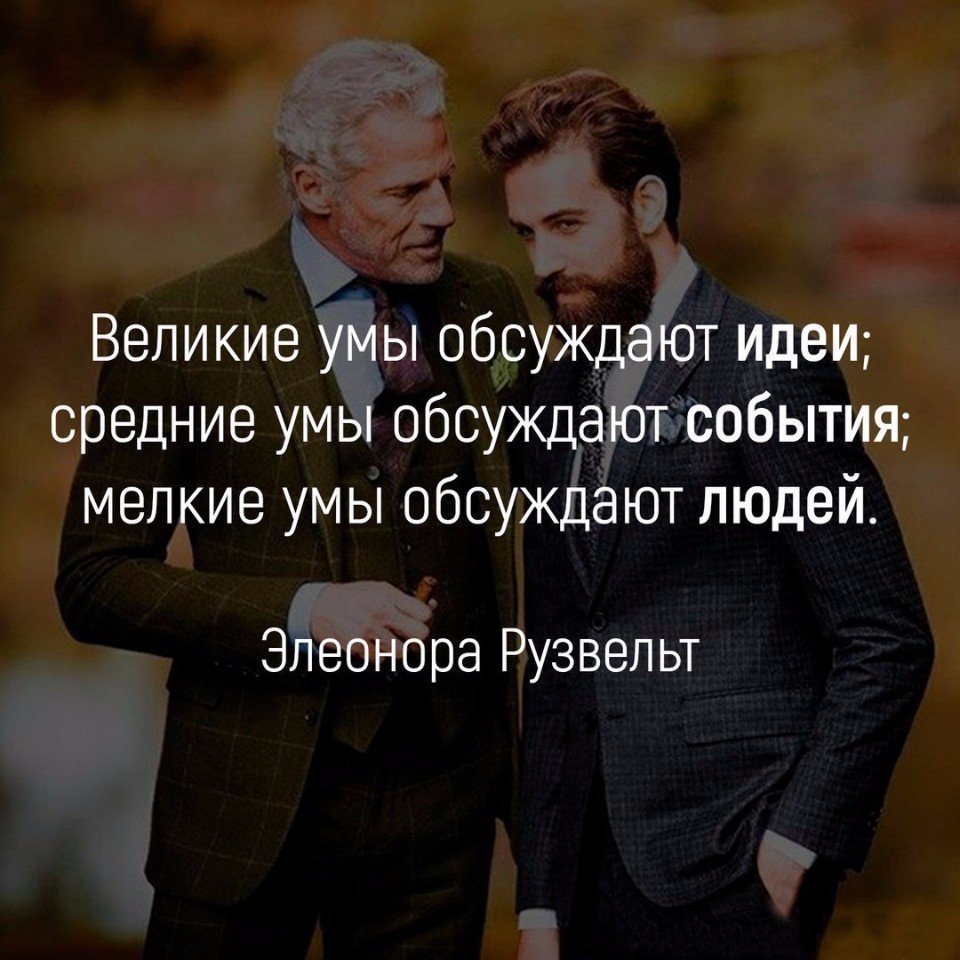 Великие умы обсуждают идеи;
средние умы обсуждают события;
мелкие умы обсуждают людей.
Элеонора Рузвельт